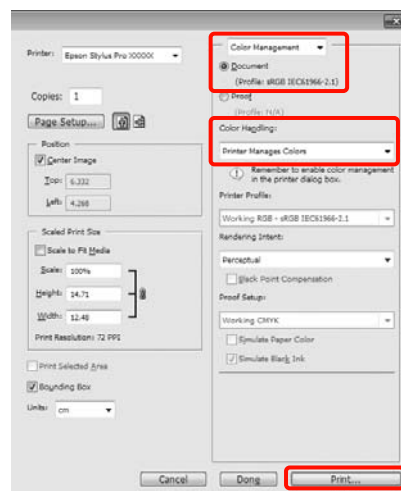 Printer: Epson Stylus Pro XXXXX
Copies: 1
Page Setup...
Position
Center Image
Top: 6.332
Left: 4.268
Scaled Print Size
Scale to Fit Media
Scale: 100%
Height: 14.71
Width: 12.48
Print Resolution: 72 PPI
Print Selected Area
Bounding Box
Units: cm
Color Management
Document
(Profile: sRGB IEC61966-2.1)
Proof
(Profile: N/A)
Color Handling:
Printer Manages Colors
Remember to enable color management
in the printer dialog box.
Printer Profile:
Working RGB - sRGB IEC61966-2.1
Rendering Intent:
Perceptual
Black Point Compensation
Proof Setup:
Working CMYK
Simulate Paper Color
Simulate Black Ink
Cancel
Done
Print...